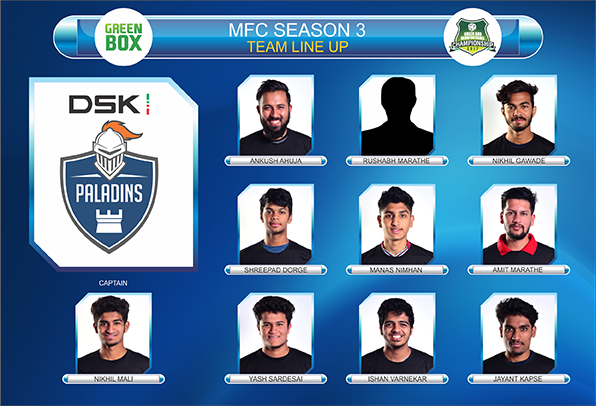 GREEN
BOX
MFC SEASON 3
TEAM LINE UP
CHAMPIONSHIP
DSK
PALADINS
ANKUSH AHUJA
RUSHABH MARATHE
NIKHIL GAWADE
SHREEPAD DORGE
MANAS NIMHAN
AMIT MARATHE
CAPTAIN
NIKHIL MALI
YASH SARDESAI
ISHAN VARNEKAR
JAYANT KAPSE